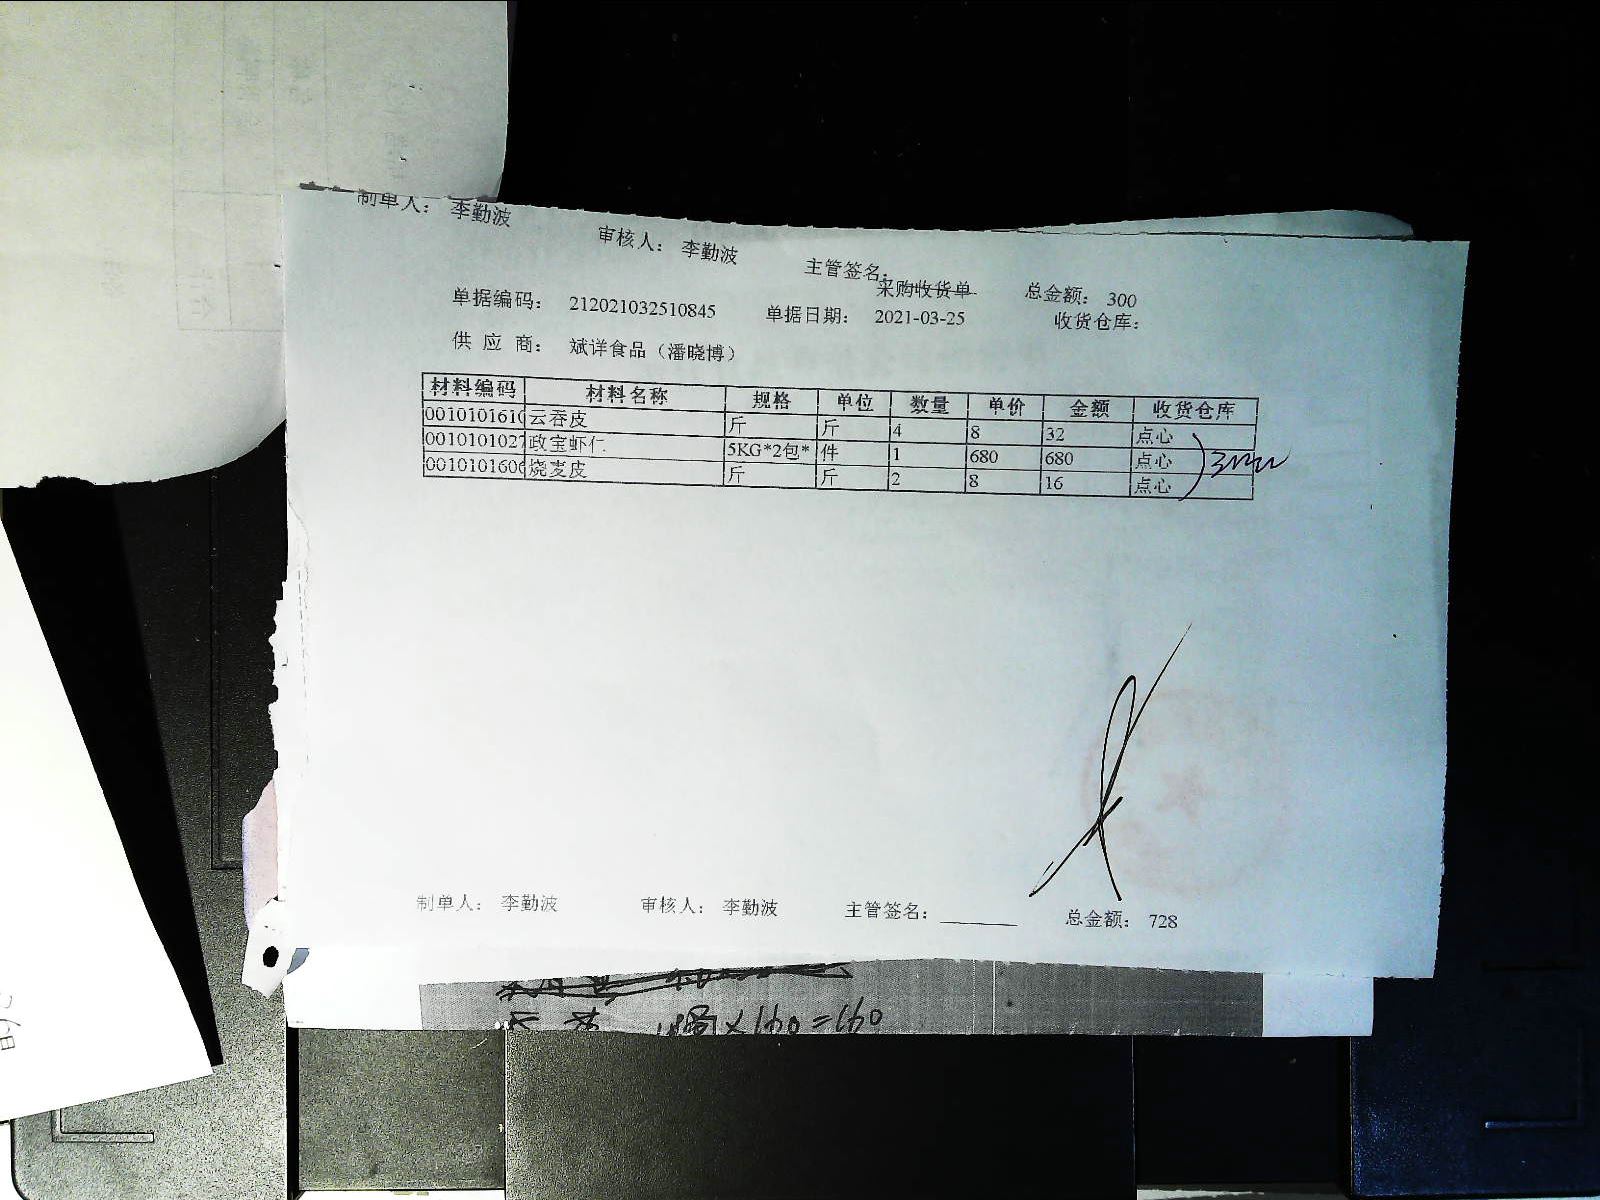 制单人： 李勤波 审核人： 李勤波 主管签名： 总金额： 300
采购收货单
单据编码： 212021032510845 单据日期： 2021-03-25 收货仓库：
供 应 商： 斌详食品（潘晓博）
材料编码 材料名称 规格 单位 数量 单价 金额 收货仓库
0010101610 云吞皮 斤 斤 4 8 32 点心
0010101027 政宝虾仁 5KG*2包* 件 1 680 680 点心
0010101606 烧麦皮 斤 斤 2 8 16 点心
制单人： 李勤波 审核人： 李勤波 主管签名： 总金额： 728
×160=160